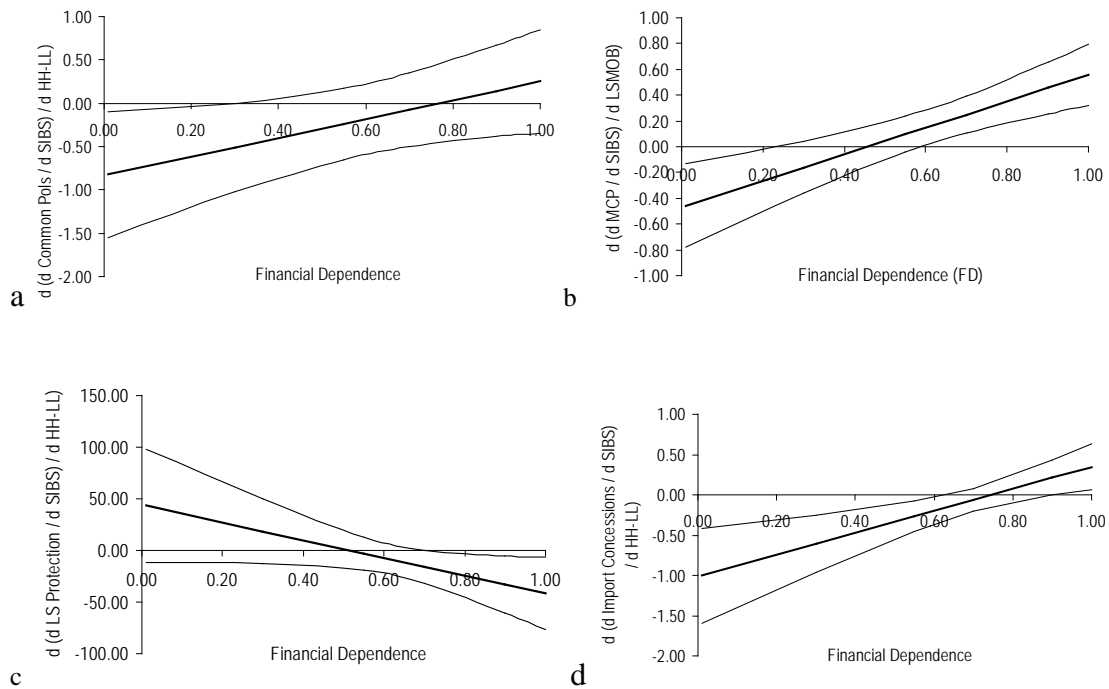 d (d Common Pols / d SIBS) / d HH-LL)
1.00
0.50
0.00
-0.50
-1.00
-1.50
-2.00
0.00 0.20 0.40 0.60 0.80 1.00
Financial Dependence
a
d (d MCP / d SIBS) / d LSMOB)
1.00
0.80
0.60
0.40
0.20
0.00
-0.20
-0.40
-0.60
-0.80
-1.00
0.00 0.20 0.40 0.60 0.80 1.00
Financial Dependence (FD)
b
d (d LS Protection / d SIBS) / d HH-LL)
150.00
100.00
50.00
0.00
-50.00
-100.00
0.00 0.20 0.40 0.60 0.80 1.00
Financial Dependence
c
d (d Import Concessions / d SIBS)
/ d HH-LL)
1.00
0.50
0.00
-0.50
-1.00
-1.50
-2.00
0.00 0.20 0.40 0.60 0.80 1.00
Financial Dependence
d